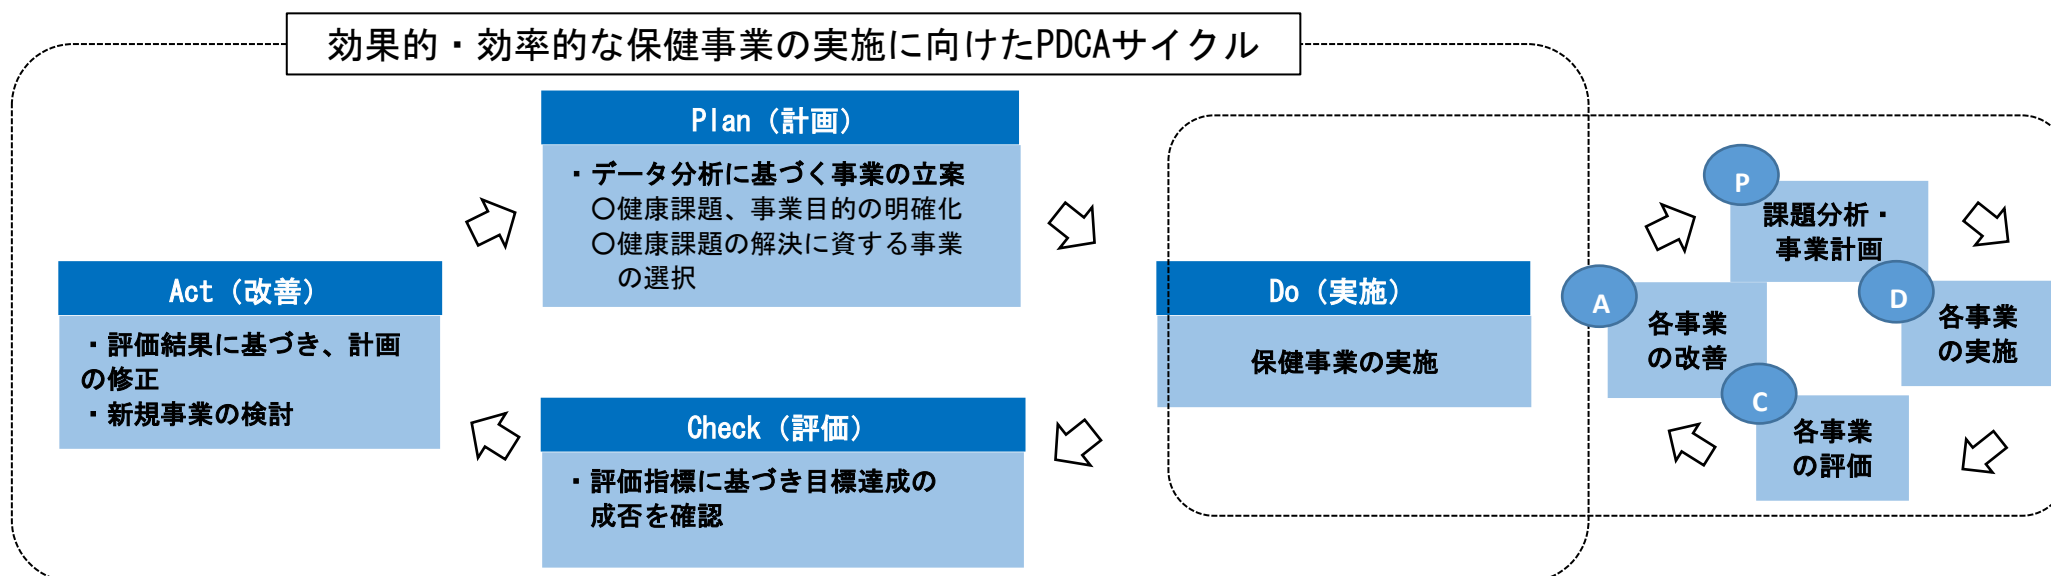 効果的・効率的な保健事業の実施に向けたPDCAサイクル
Plan（計画）
・データ分析に基づく事業の立案
〇健康課題、事業目的の明確化
〇健康課題の解決に資する事業
の選択
Do（実施）
保健事業の実施
Check（評価）
・評価指標に基づき目標達成の
成否を確認
Act（改善）
・評価結果に基づき、計画
の修正
・新規事業の検討
P
課題分析・
事業計画
D
各事業
の実施
C
各事業
の評価
A
各事業
の改善